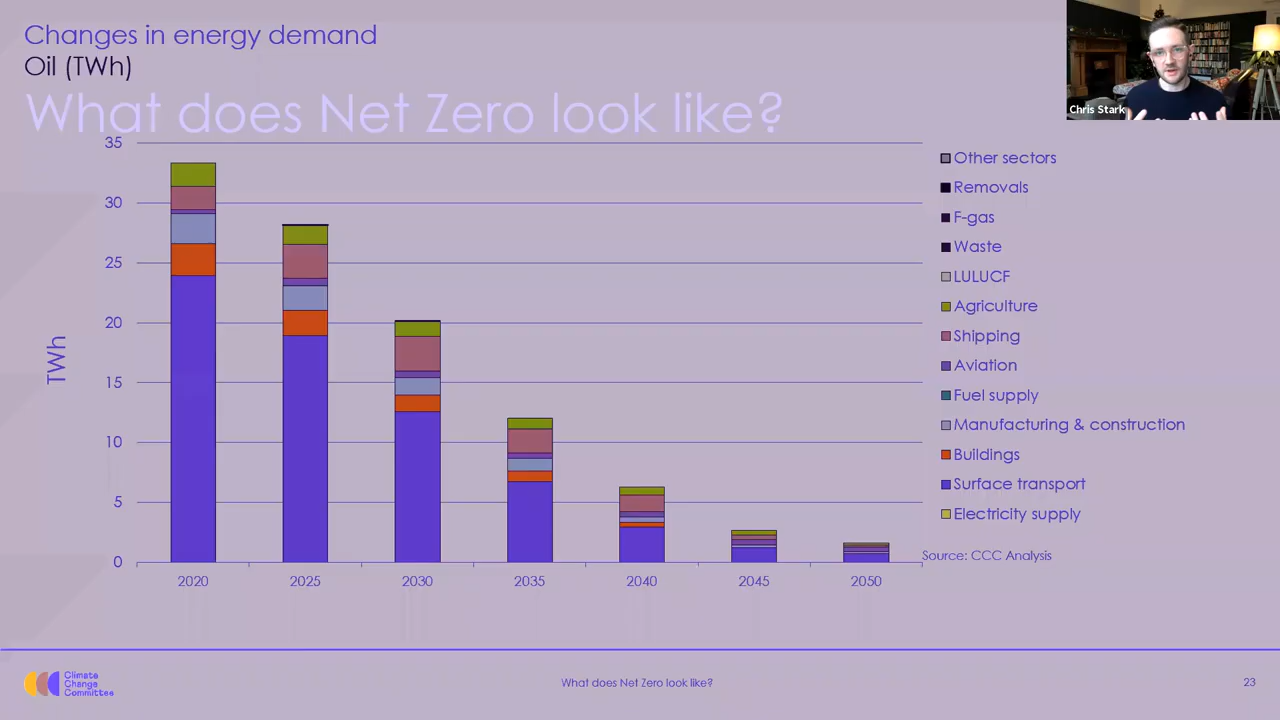 Changes in energy demand
Oil (TWh)
What does Net Zero look like?
Chris Stark
TWh
35
30
25
20
15
10
5
0
2020 2025 2030 2035 2040 2045 2050
Other sectors
Removals
F-gas
Waste
LULUCF
Agriculture
Shipping
Aviation
Fuel supply
Manufacturing & construction
Buildings
Surface transport
Electricity supply
Source: CCC Analysis
Climate
Change
Committee
What does Net Zero look like?
23